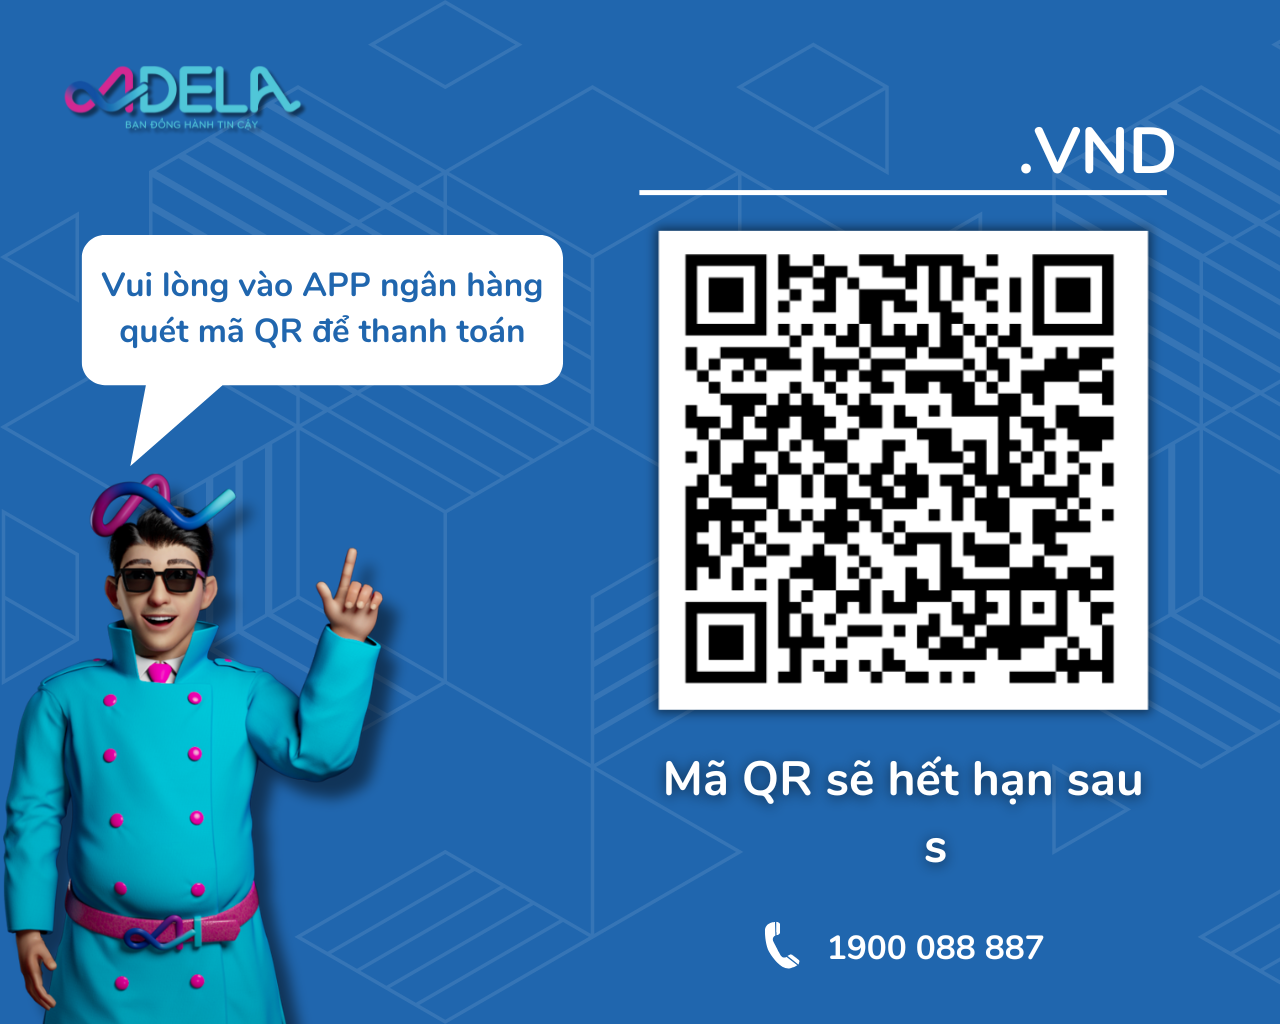 ADELA
BẠN ĐỒNG HÀNH TIN CẬY
.VND
Vui lòng vào APP ngân hàng
quét mã QR để thanh toán
Mã QR sẽ hết hạn sau
s
1900 088 887